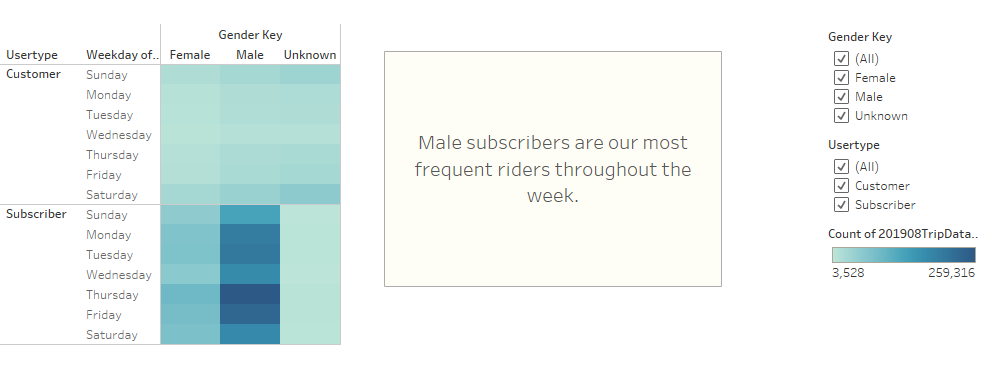 Gender Key
Usertype Weekday of.. Female Male Unknown
Customer Sunday
Monday
Tuesday
Wednesday
Thursday
Friday
Saturday
Subscriber Sunday
Monday
Tuesday
Wednesday
Thursday
Friday
Saturday
Male subscribers are our most
frequent riders throughout the
week.
Gender Key
(All)
Female
Male
Unknown
Usertype
(All)
Customer
Subscriber
Count of 201908TripData..
3,528 259,316